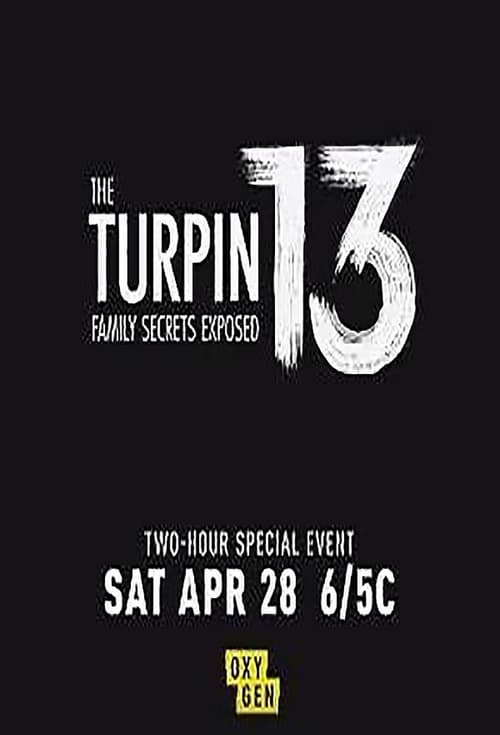 THE
TURPIN 13
FAMILY SECRETS EXPOSED
TWO-HOUR SPECIAL EVENT
SAT APR 28 6/5C
OXY
GEN